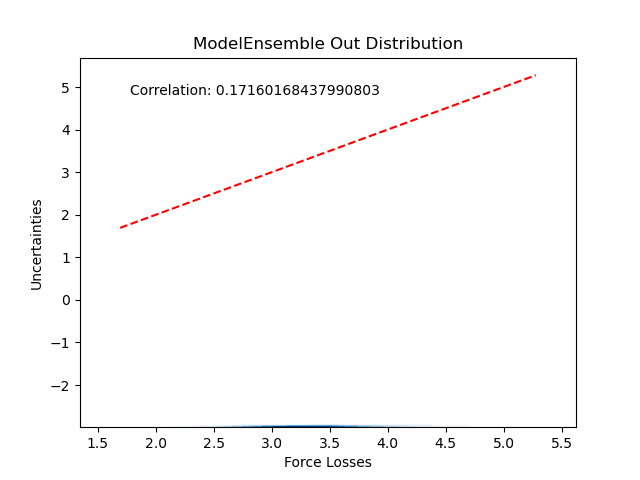 ModelEnsemble Out Distribution
Correlation: 0.17160168437990803
Uncertainties
5
4
3
2
1
0
−1
−2
1.5 2.0 2.5 3.0 3.5 4.0 4.5 5.0 5.5
Force Losses